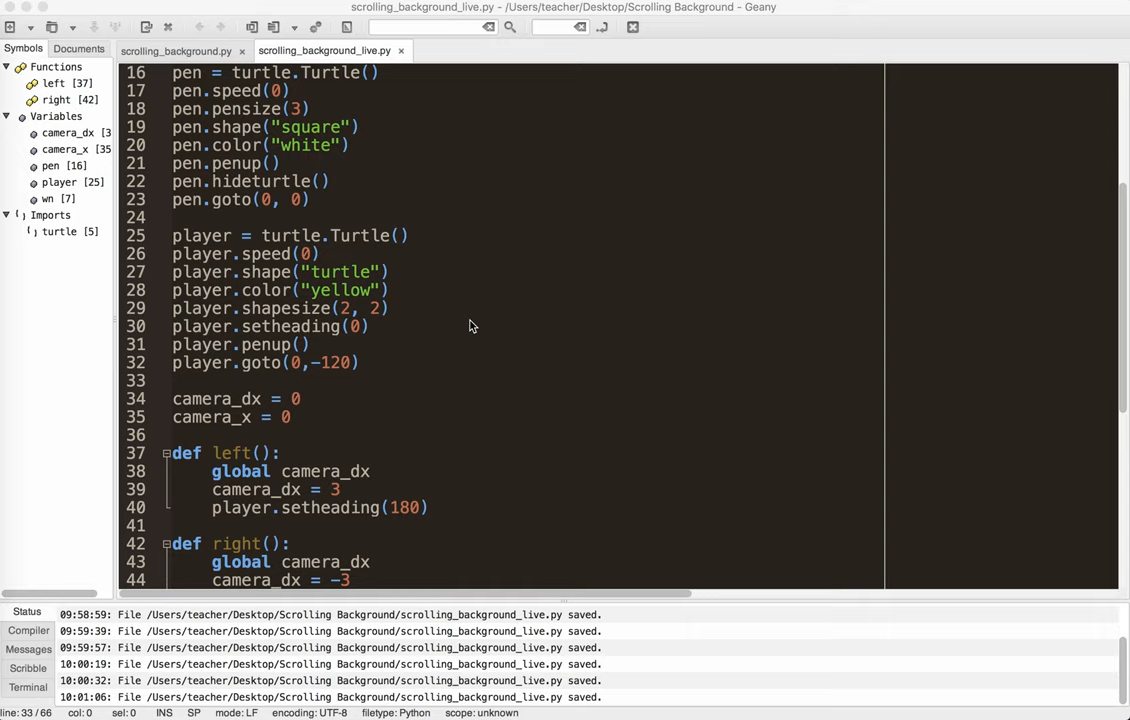 scrolling_background_live.py - /Users/teacher/Desktop/Scrolling Background - Geany
Symbols Documents
scrolling_background.py scrolling_background_live.py
Functions
left [37]
right [42]
Variables
camera_dx [3
camera_x [35
pen [16]
player [25]
wn [7]
Imports
turtle [5]
16 pen = turtle.Turtle()
17 pen.speed(0)
18 pen.pensize(3)
19 pen.shape("square")
20 pen.color("white")
21 pen.penup()
22 pen.hideturtle()
23 pen.goto(0, 0)
24
25 player = turtle.Turtle()
26 player.speed(0)
27 player.shape("turtle")
28 player.color("yellow")
29 player.shapesize(2, 2)
30 player.setheading(0)
31 player.penup()
32 player.goto(0,-120)
33
34 camera_dx = 0
35 camera_x = 0
36
37 def left():
38 global camera_dx
39 camera_dx = 3
40 player.setheading(180)
41
42 def right():
43 global camera_dx
44 camera_dx = -3
Status
Compiler
Messages
Scribble
Terminal
09:58:59: File /Users/teacher/Desktop/Scrolling Background/scrolling_background_live.py saved.
09:59:39: File /Users/teacher/Desktop/Scrolling Background/scrolling_background_live.py saved.
09:59:57: File /Users/teacher/Desktop/Scrolling Background/scrolling_background_live.py saved.
10:00:19: File /Users/teacher/Desktop/Scrolling Background/scrolling_background_live.py saved.
10:00:32: File /Users/teacher/Desktop/Scrolling Background/scrolling_background_live.py saved.
10:01:06: File /Users/teacher/Desktop/Scrolling Background/scrolling_background_live.py saved.
line: 33 / 66 col: 0 sel: 0 INS SP mode: LF encoding: UTF-8 filetype: Python scope: unknown